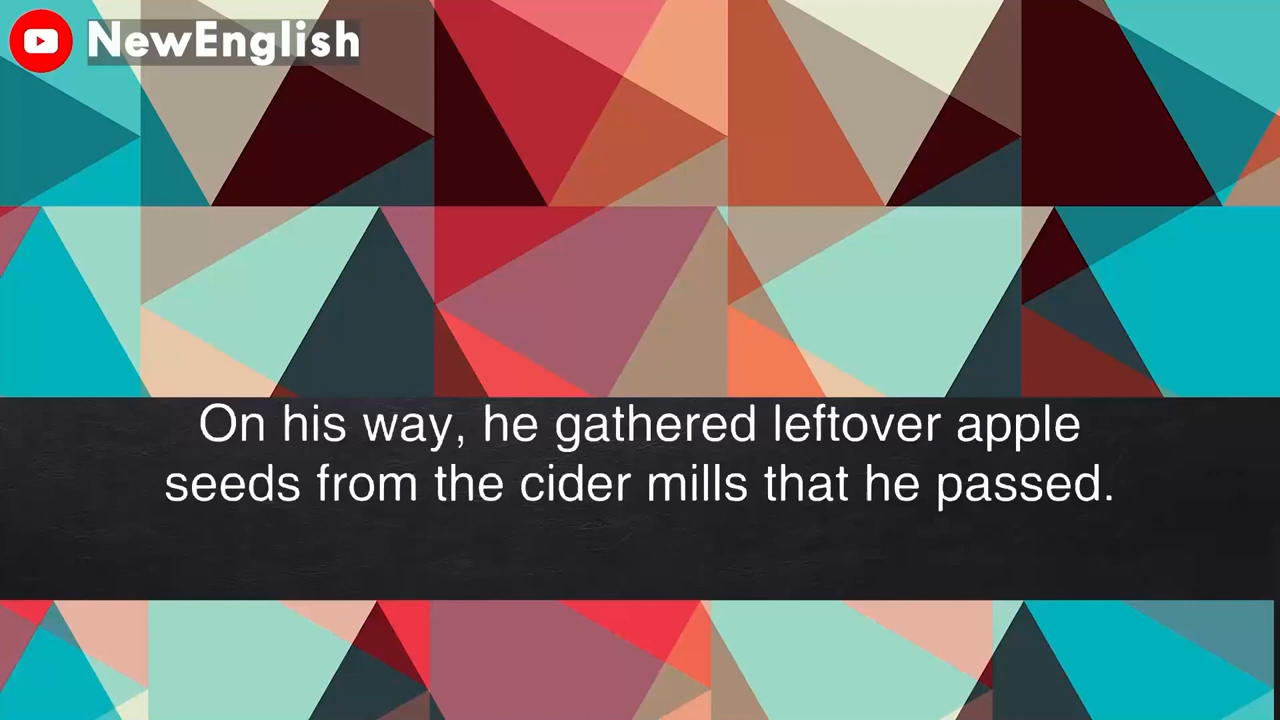 NewEnglish
On his way, he gathered leftover apple
seeds from the cider mills that he passed.